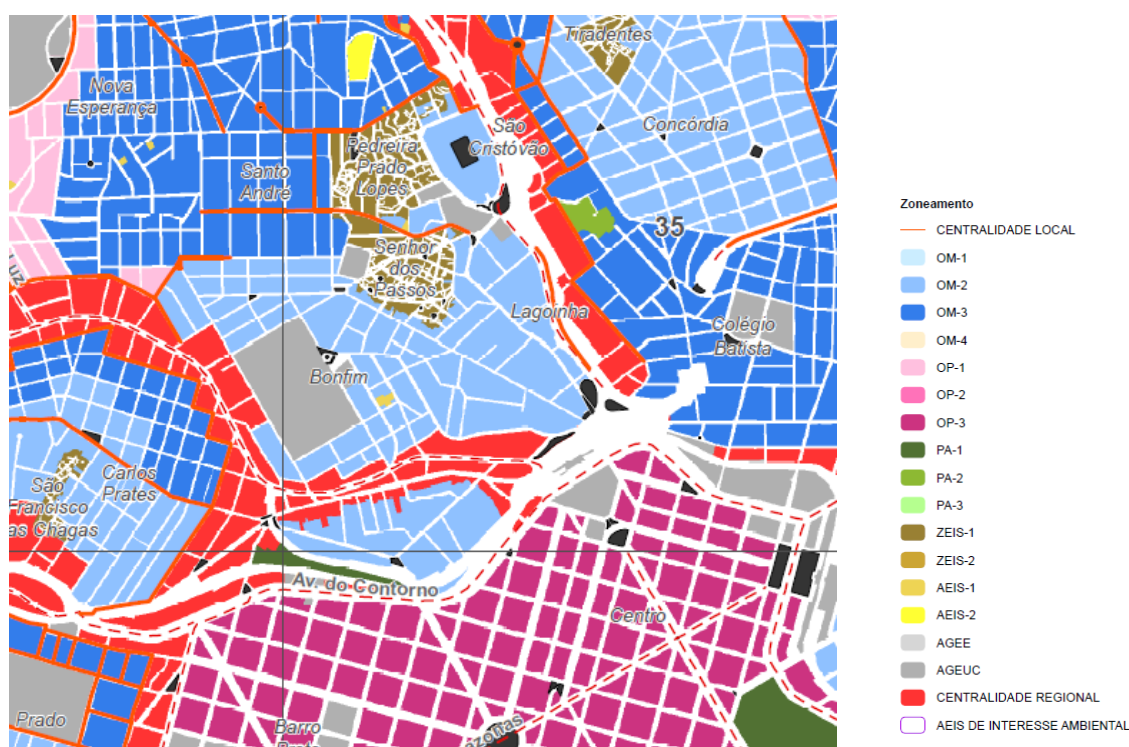 Tiradentes
Nova
Esperança
Concórdia
São
Cristóvão
Pedreira
Prado
Lopes
Santo
André
35
Senhor
dos
Passos
Luz
Lagoinha
Colégio
Batista
Bonfim
Carlos
Prates
São
Francisco
as Chagas
Av. do Contorno
Centro
Prado
Barro
azonas
Zoneamento
CENTRALIDADE LOCAL
OM-1
OM-2
OM-3
OM-4
OP-1
OP-2
OP-3
PA-1
PA-2
PA-3
ZEIS-1
ZEIS-2
AEIS-1
AEIS-2
AGEE
AGEUC
CENTRALIDADE REGIONAL
AEIS DE INTERESSE AMBIENTAL